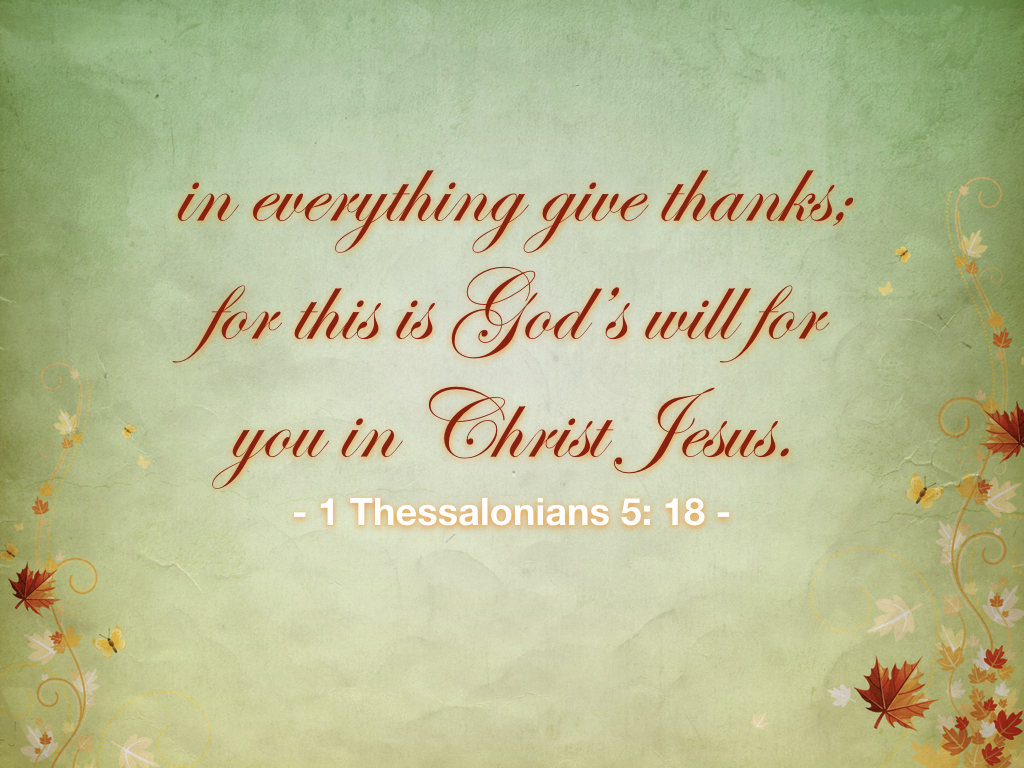 in everything give thanks;
for this is God's will for
you in Christ Jesus.
- 1 Thessalonians 5: 18 -